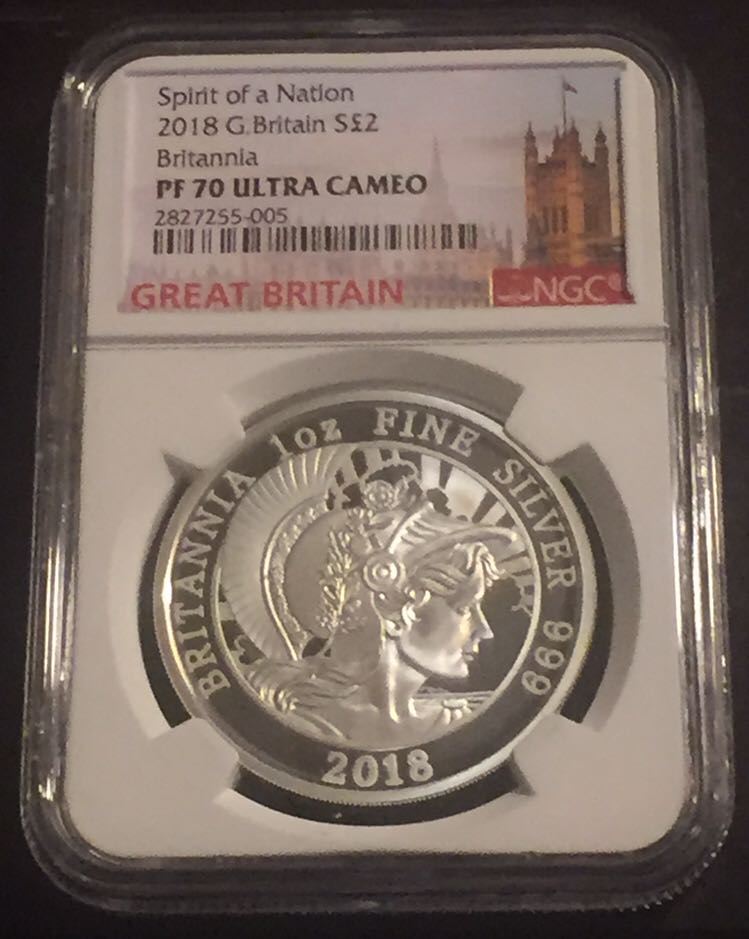 Spirit of a Nation
2018 G.Britain S£2
Britannia
PF 70 ULTRA CAMEO
2827255-005
GREAT BRITAIN
NGC®
BRITANNIA 1oz FINE SILVER 999
2018